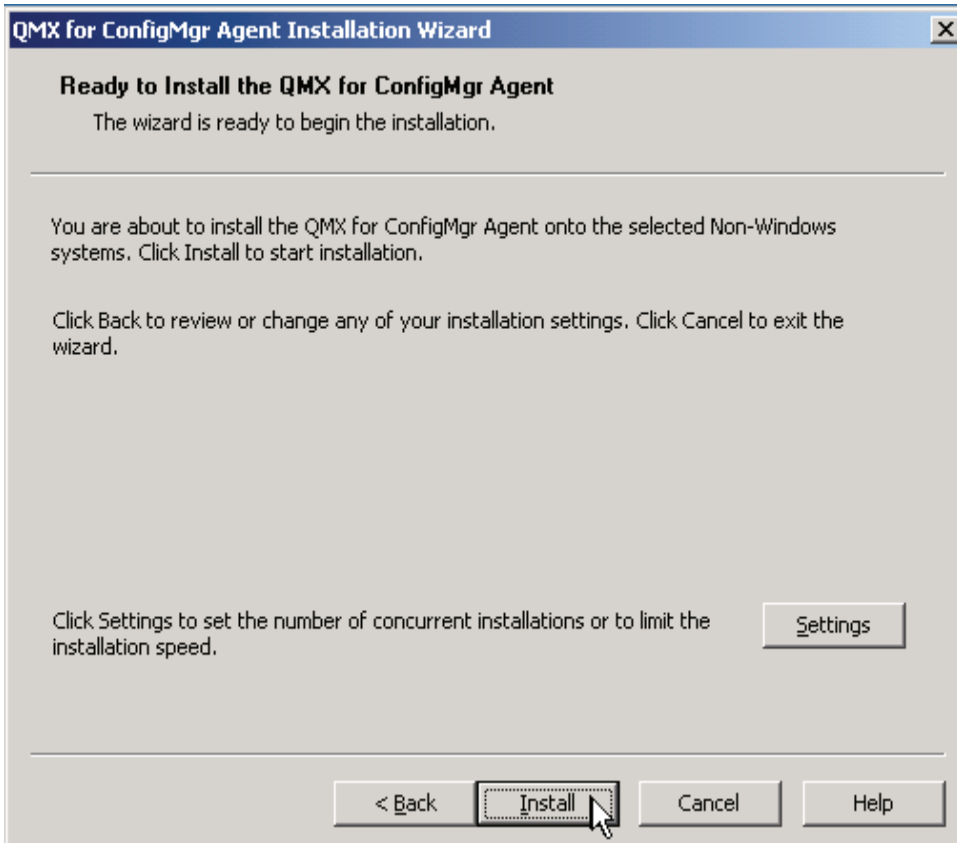 QMX for ConfigMgr Agent Installation Wizard
Ready to Install the QMX for ConfigMgr Agent
The wizard is ready to begin the installation.
You are about to install the QMX for ConfigMgr Agent onto the selected Non-Windows
systems. Click Install to start installation.
Click Back to review or change any of your installation settings. Click Cancel to exit the
wizard.
Click Settings to set the number of concurrent installations or to limit the
installation speed.
Settings
< Back
Install
Cancel
Help